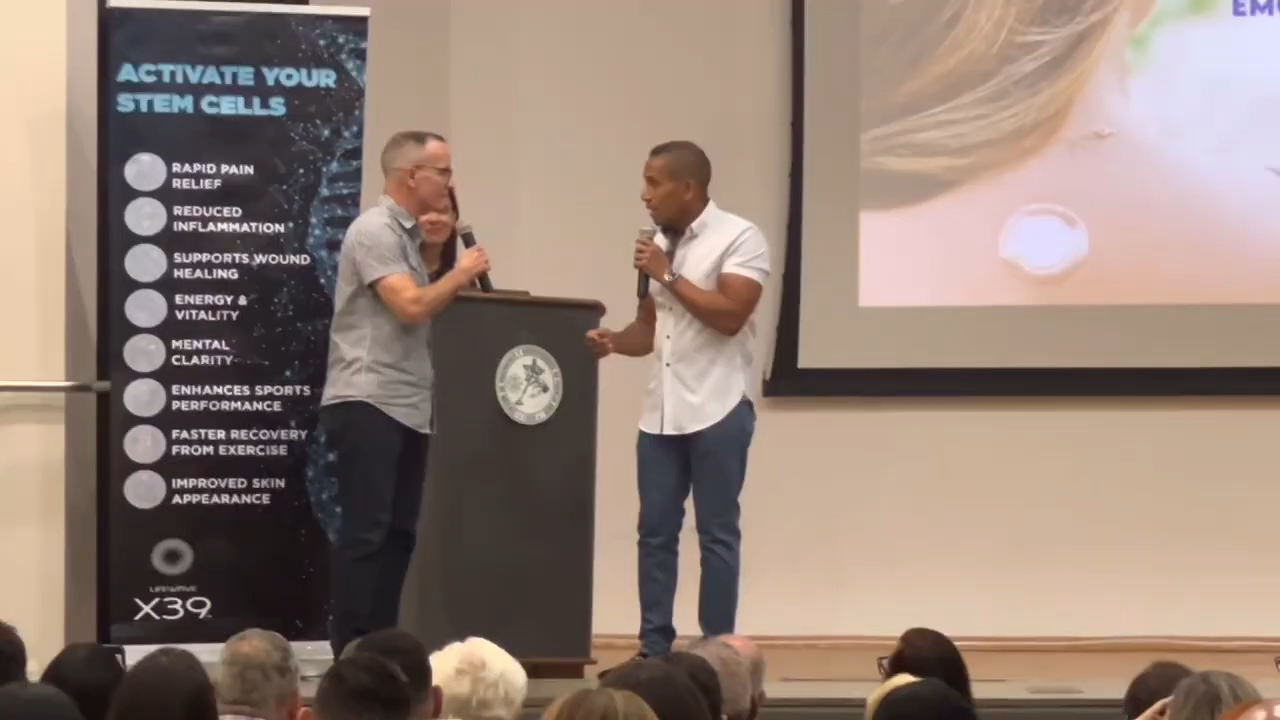 ACTIVATE YOUR
STEM CELLS
RAPID PAIN
RELIEF
REDUCED
INFLAMMATION
SUPPORTS WOUND
HEALING
ENERGY &
VITALITY
MENTAL
CLARITY
ENHANCES SPORTS
PERFORMANCE
FASTER RECOVERY
FROM EXERCISE
IMPROVED SKIN
APPEARANCE
LIFEWAVE
X39